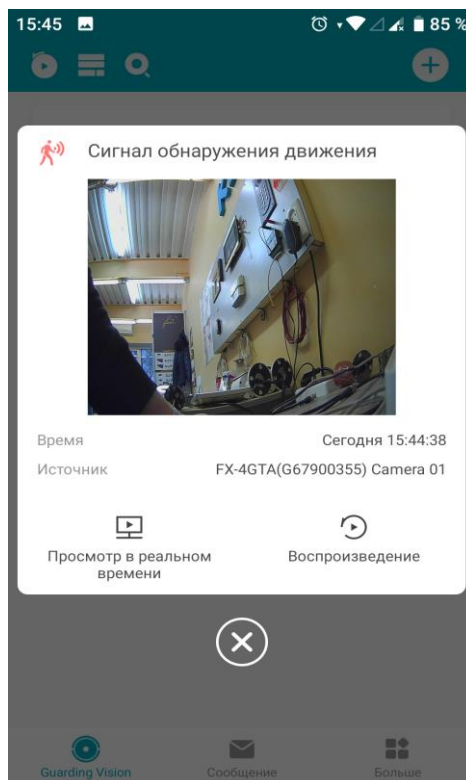 15:45
85 %
Сигнал обнаружения движения
Время
Сегодня 15:44:38
Источник
FX-4GTA(G67900355) Camera 01
Просмотр в реальном
времени
Воспроизведение
Guarding Vision
Сообщение
Больше